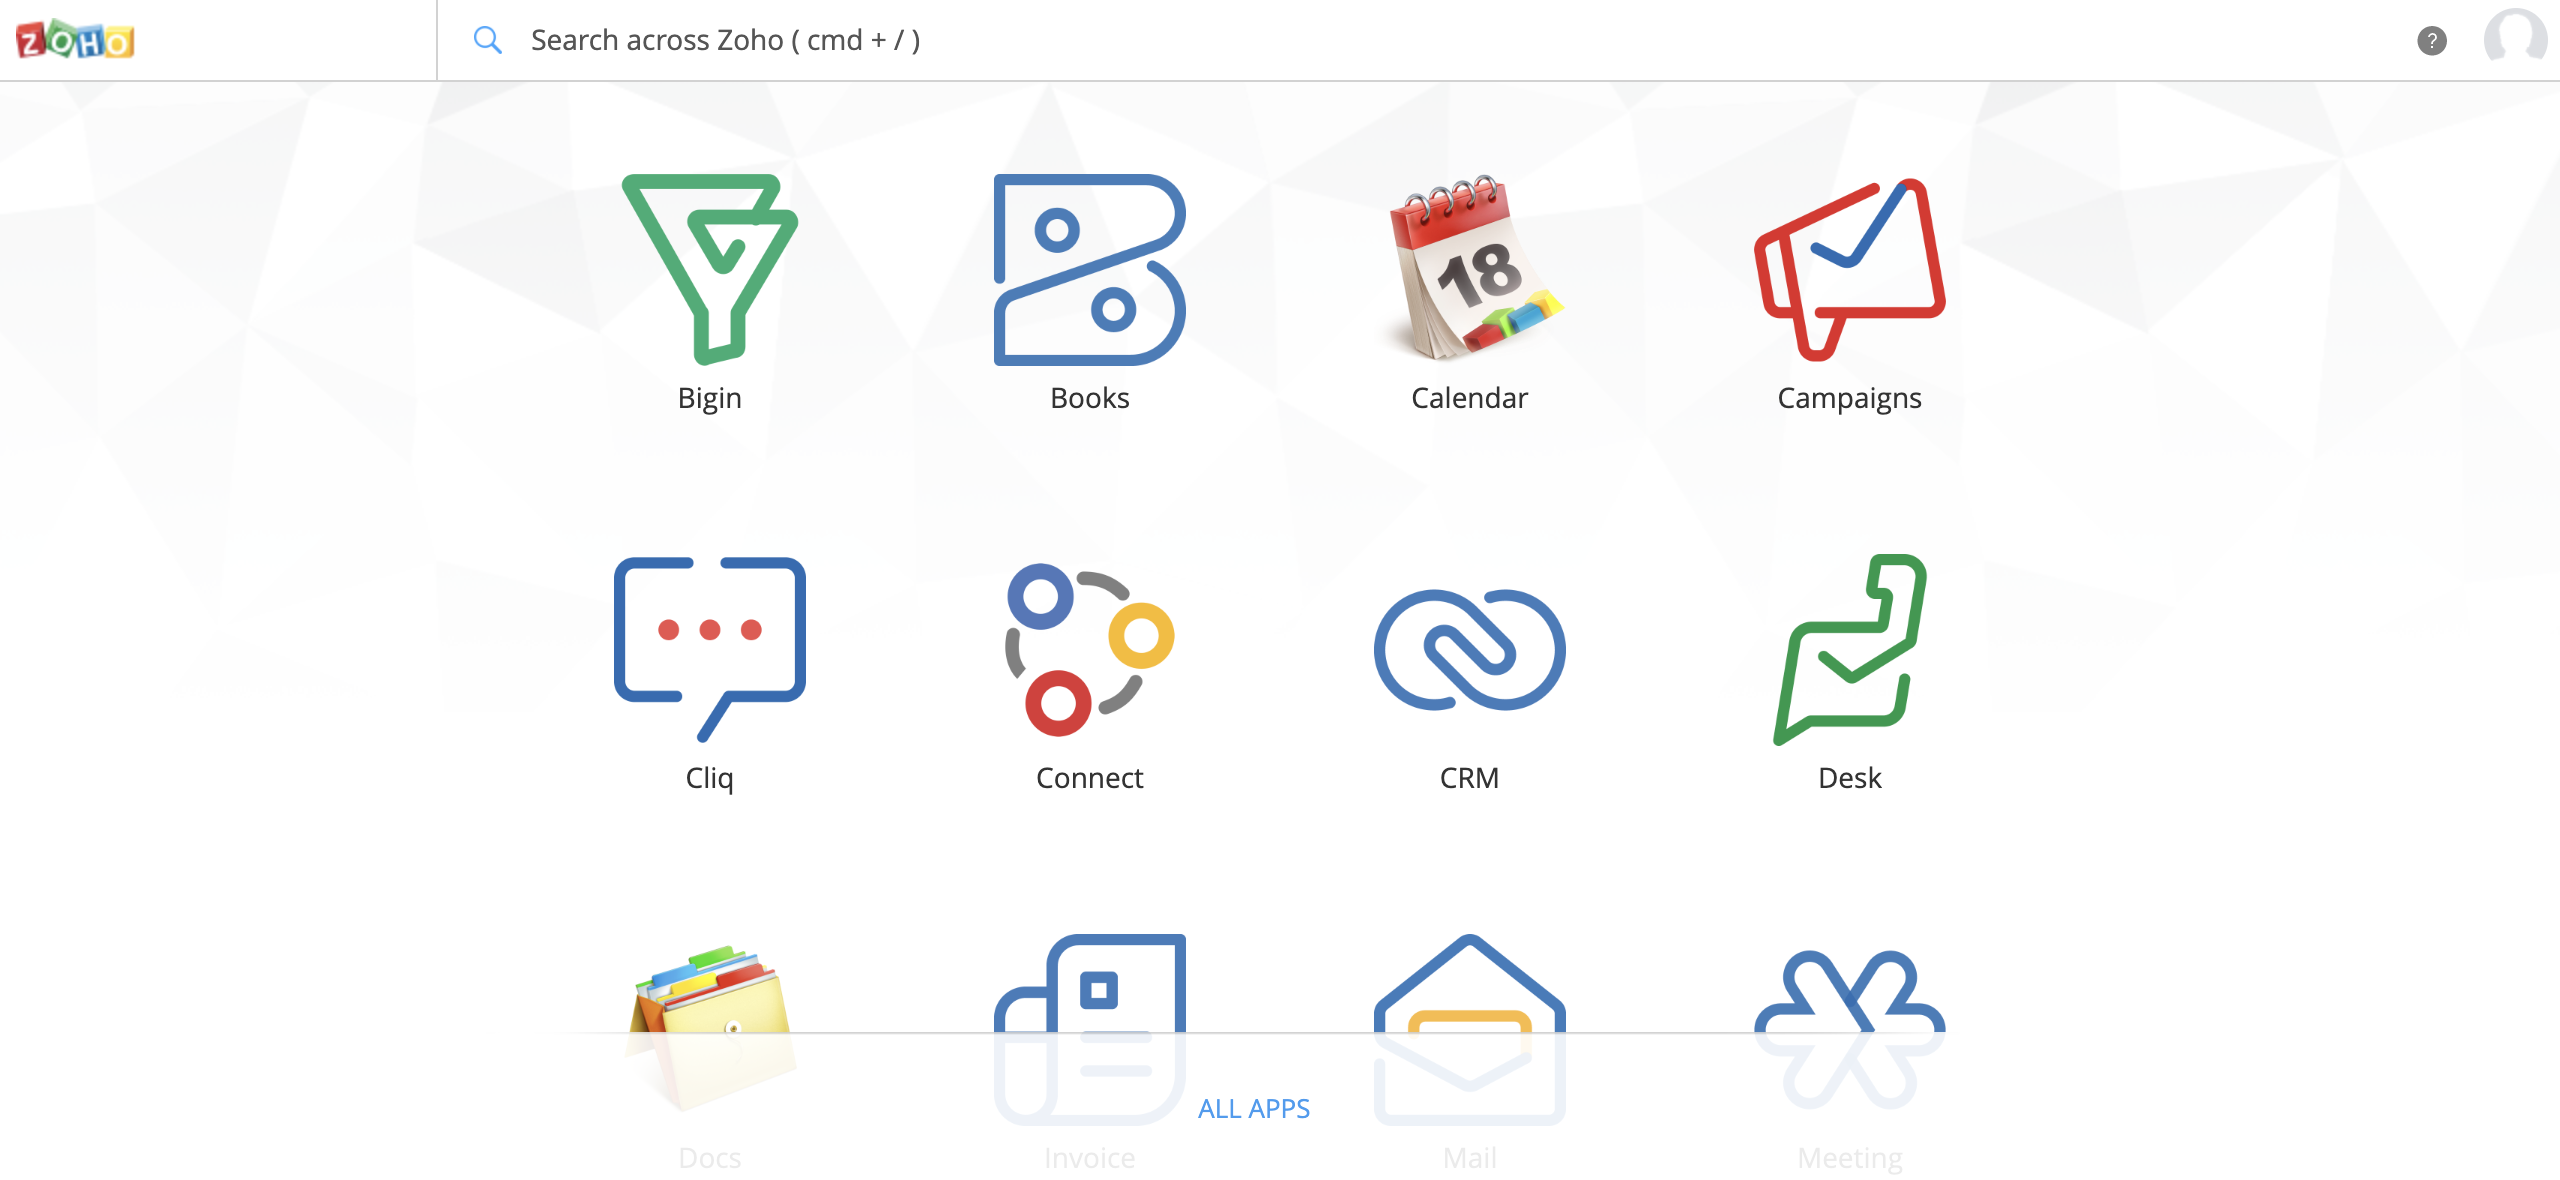 ZOHO
Search across Zoho ( cmd + / )
?
18
Bigin
Books
Calendar
Campaigns
Cliq
Connect
CRM
Desk
ALL APPS
Docs
Invoice
Mail
Meeting